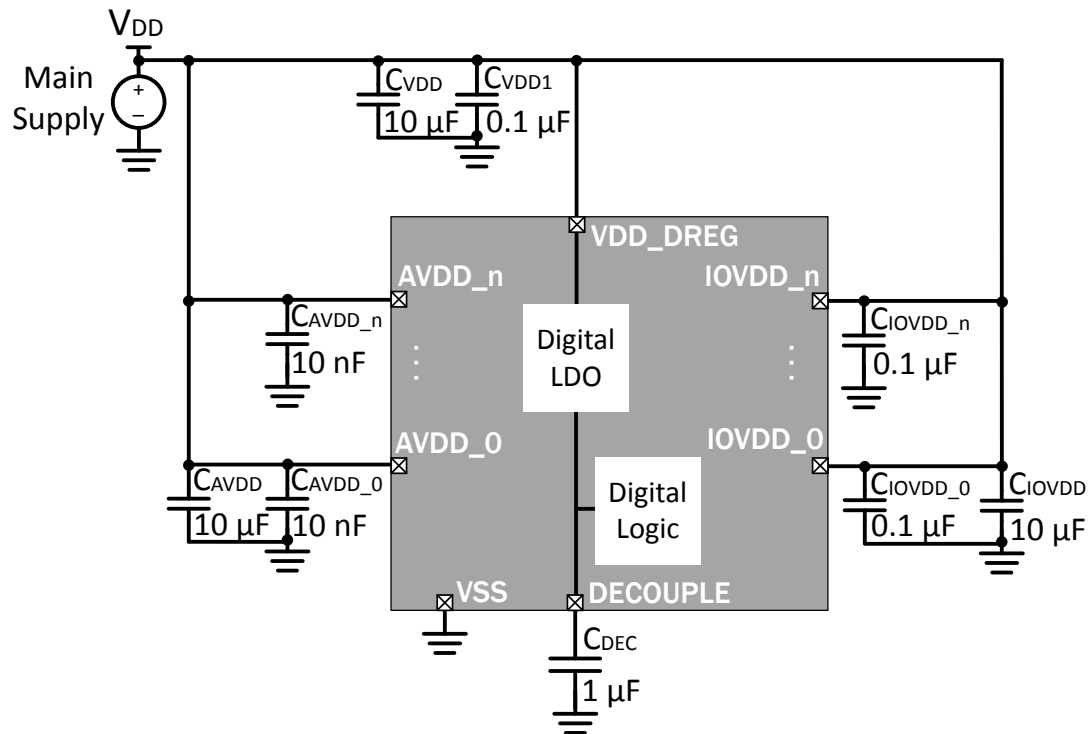 VDD
Main
Supply
+
−
CVDD
10 µF
CVDD1
0.1 µF
VDD_DREG
AVDD_n
IOVDD_n
CAVDD_n
10 nF
Digital
LDO
CIOVDD_n
0.1 µF
AVDD_0
IOVDD_0
CAVDD
10 µF
CAVDD_0
10 nF
Digital
Logic
CIOVDD_0
0.1 µF
CIOVDD
10 µF
VSS
DECOUPLE
CDEC
1 µF